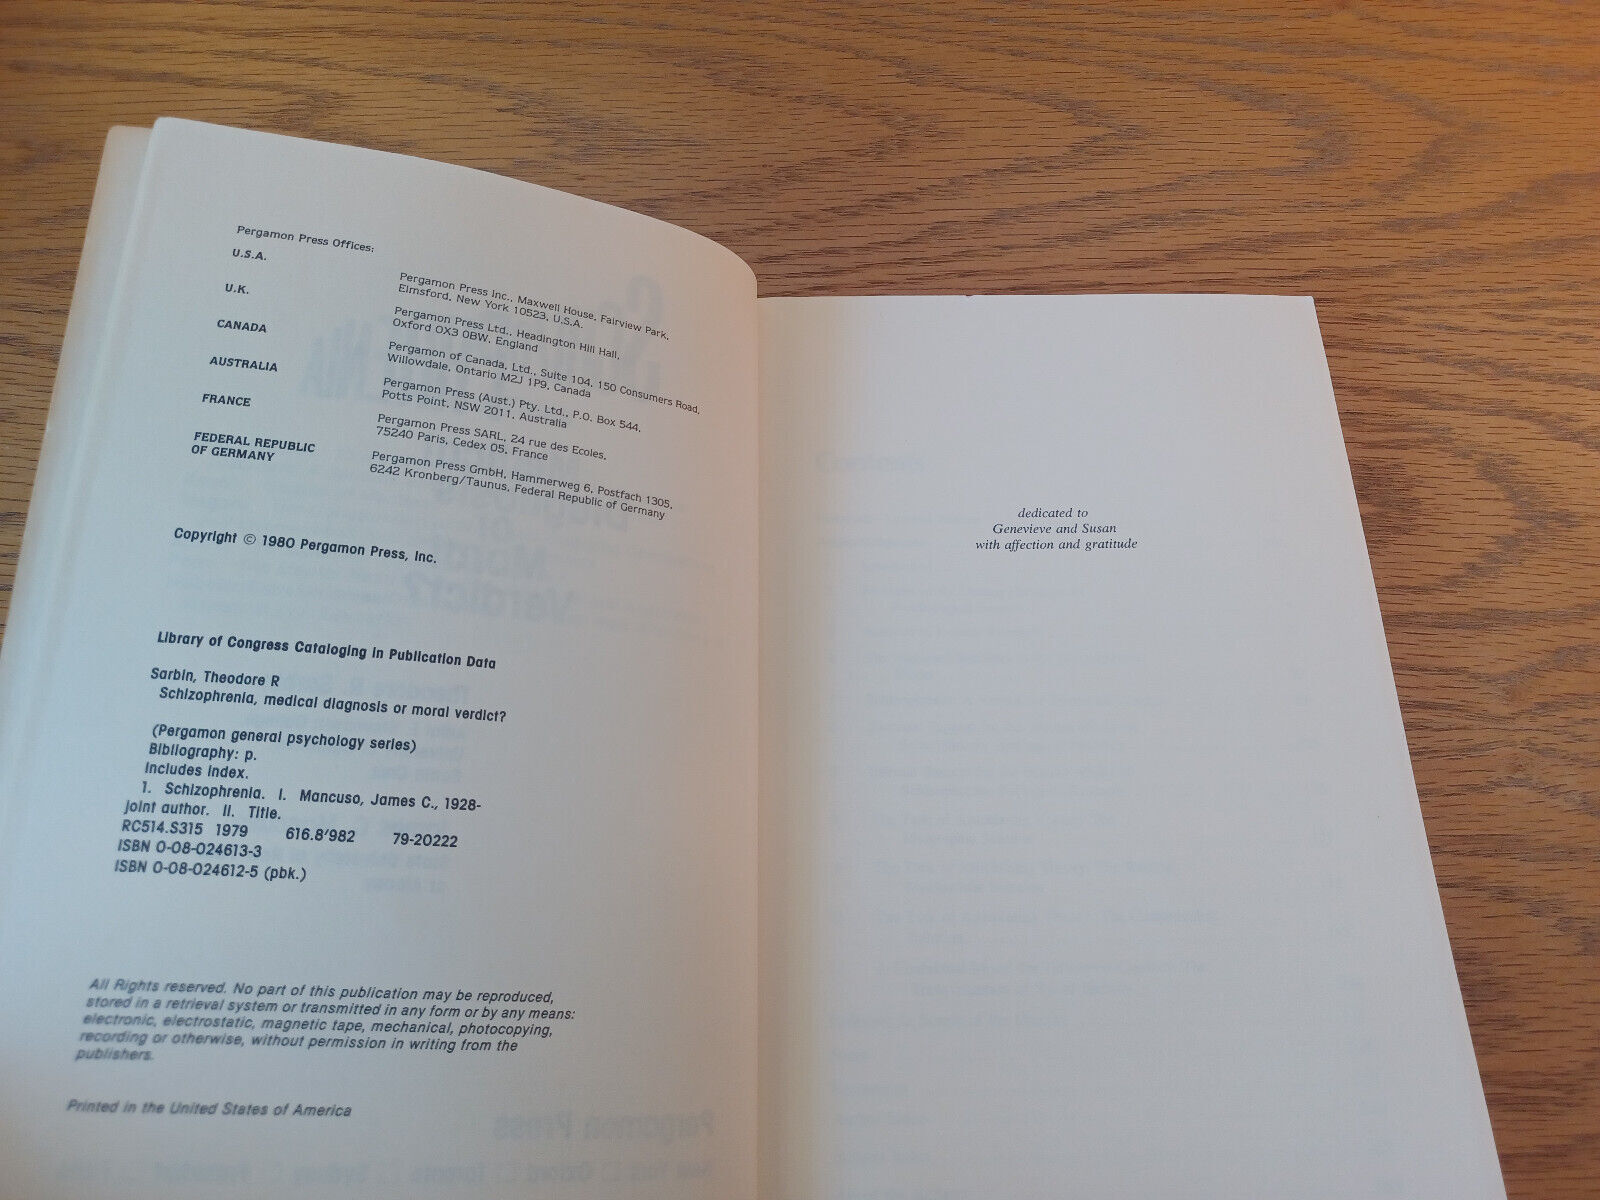 Pergamon Press Offices:
U.S.A.
Pergamon Press Inc., Maxwell House, Fairview Park,
Elmsford, New York 10523, U.S.A.
U.K.
Pergamon Press Ltd., Headington Hill Hall,
Oxford OX3 0BW, England
CANADA
Pergamon of Canada, Ltd., Suite 104, 150 Consumers Road,
Willowdale, Ontario M2J 1P9, Canada
AUSTRALIA
Pergamon Press (Aust.) Pty. Ltd., P.O. Box 544,
Potts Point, NSW 2011, Australia
FRANCE
Pergamon Press SARL, 24 rue des Ecoles,
75240 Paris, Cedex 05, France
FEDERAL REPUBLIC
OF GERMANY
Pergamon Press GmbH, Hammerweg 6, Postfach 1305,
6242 Kronberg/Taunus, Federal Republic of Germany
Copyright © 1980 Pergamon Press, Inc.
Library of Congress Cataloging in Publication Data
Sarbin, Theodore R
Schizophrenia, medical diagnosis or moral verdict?
(Pergamon general psychology series)
Bibliography: p.
Includes index.
1. Schizophrenia. I. Mancuso, James C., 1928-
joint author. II. Title.
RC514.S315 1979 616.8'982 79-20222
ISBN 0-08-024613-3
ISBN 0-08-024612-5 (pbk.)
All Rights reserved. No part of this publication may be reproduced,
stored in a retrieval system or transmitted in any form or by any means:
electronic, electrostatic, magnetic tape, mechanical, photocopying,
recording or otherwise, without permission in writing from the
publishers.
Printed in the United States of America
dedicated to
Genevieve and Susan
with affection and gratitude